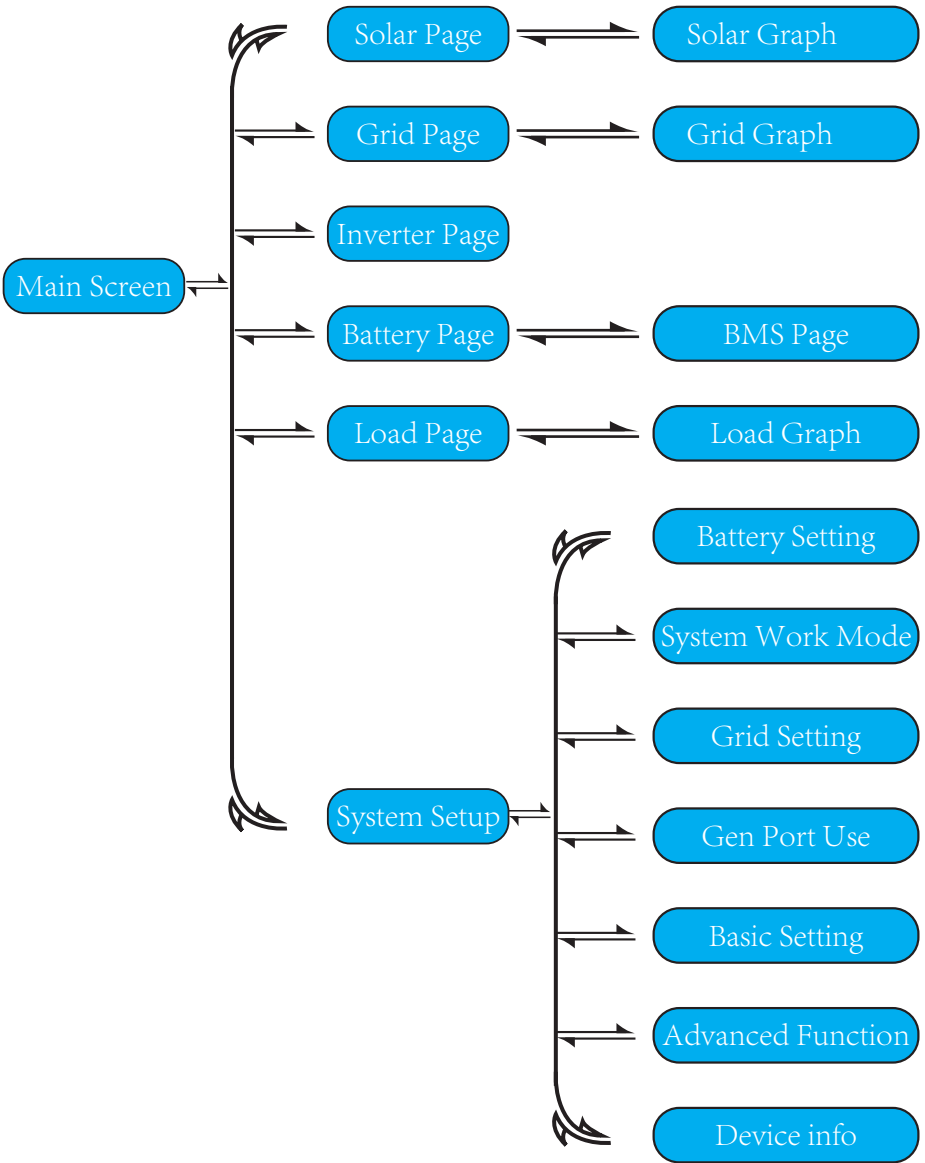 Solar Page
Solar Graph
Grid Page
Grid Graph
Inverter Page
Main Screen
Battery Page
BMS Page
Load Page
Load Graph
Battery Setting
System Work Mode
Grid Setting
System Setup
Gen Port Use
Basic Setting
Advanced Function
Device info